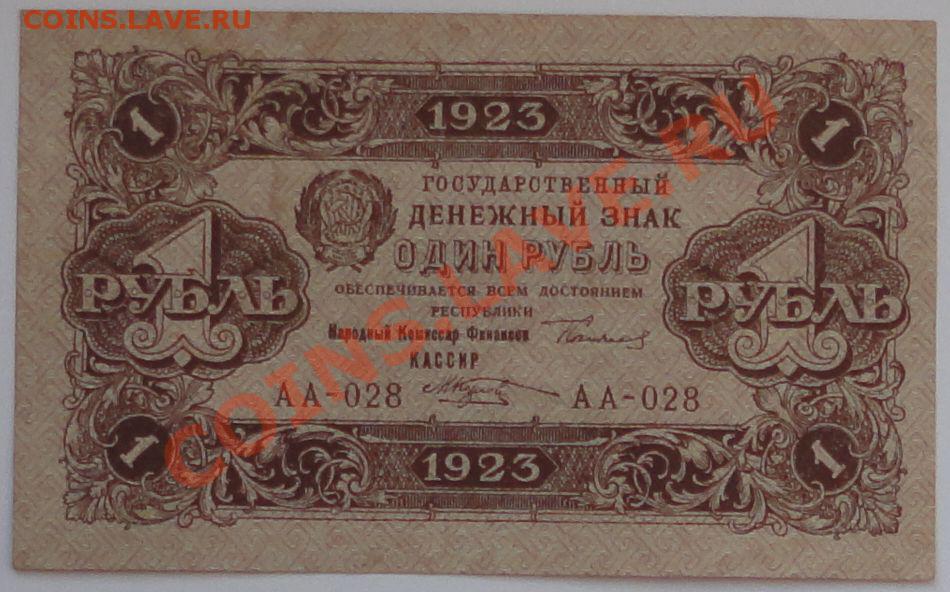 COINS.LAVE.RU
1 1923 1
ГОСУДАРСТВЕННЫЙ
ДЕНЕЖНЫЙ ЗНАК
ОДИН РУБЛЬ
1 РУБЛЬ
1 РУБЛЬ
ОБЕСПЕЧИВАЕТСЯ ВСЕМ ДОСТОЯНИЕМ
РЕСПУБЛИКИ
Народный Комиссар Финансов
КАССИР
АА-028 АА-028
1 1923 1
COINS.LAVE.RU